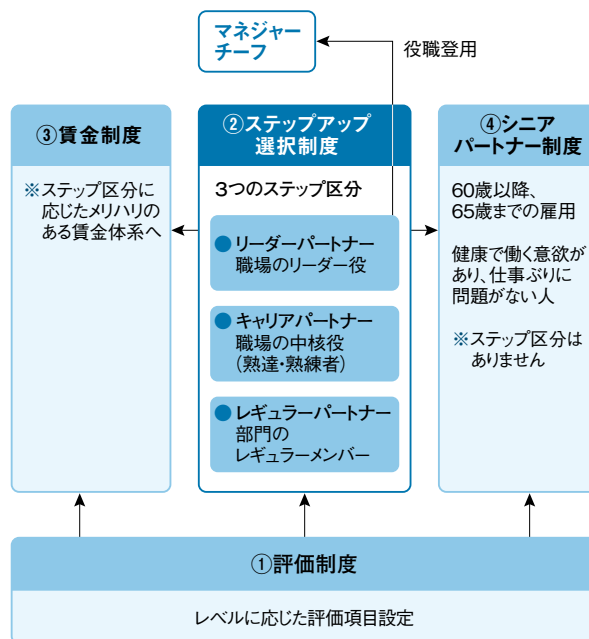 マネジャー
チーフ
役職登用
③賃金制度
※ステップ区分に
応じたメリハリの
ある賃金体系へ
②ステップアップ
選択制度
3つのステップ区分
●リーダーパートナー
職場のリーダー役
●キャリアパートナー
職場の中核役
(熟達・熟練者)
●レギュラーパートナー
部門の
レギュラーメンバー
④シニア
パートナー制度
60歳以降、
65歳までの雇用
健康で働く意欲が
あり、仕事ぶりに
問題がない人
※ステップ区分は
ありません
①評価制度
レベルに応じた評価項目設定